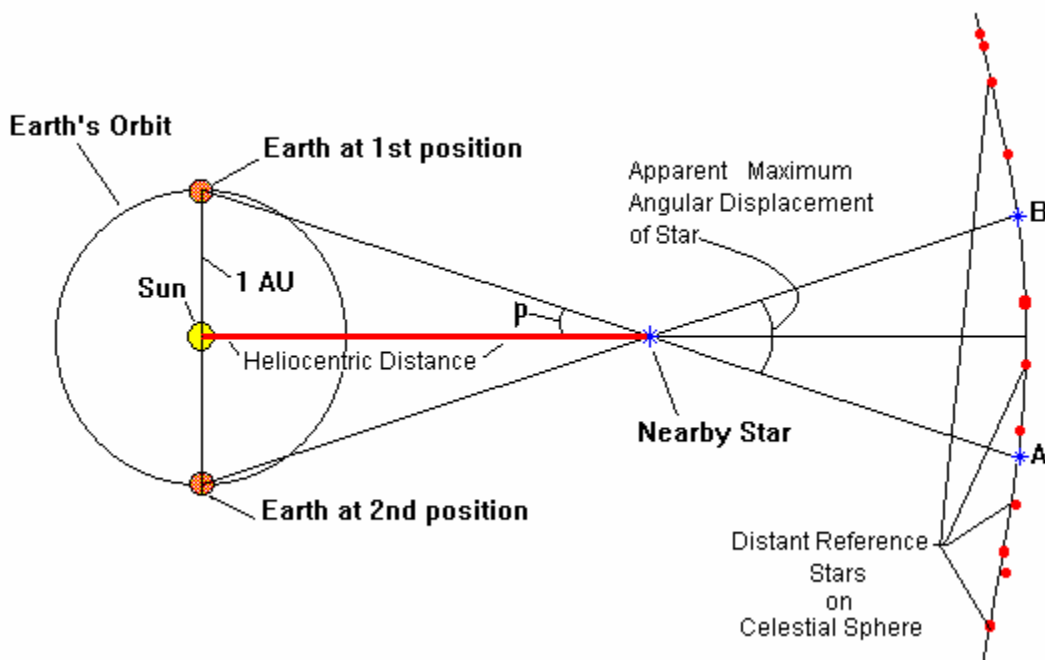 Earth's Orbit
Earth at 1st position
Apparent Maximum
Angular Displacement
of Star
B
1 AU
Sun
p
Heliocentric Distance
Nearby Star
A
Earth at 2nd position
Distant Reference
Stars
on
Celestial Sphere